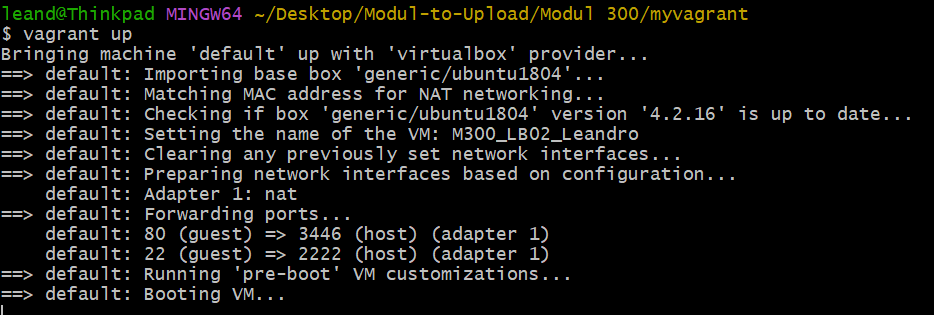 leand@Thinkpad MINGW64 ~/Desktop/Modul-to-Upload/Modul 300/myvagrant
$ vagrant up
Bringing machine 'default' up with 'virtualbox' provider...
==> default: Importing base box 'generic/ubuntu1804'...
==> default: Matching MAC address for NAT networking...
==> default: Checking if box 'generic/ubuntu1804' version '4.2.16' is up to date...
==> default: Setting the name of the VM: M300_LB02_Leandro
==> default: Clearing any previously set network interfaces...
==> default: Preparing network interfaces based on configuration...
    default: Adapter 1: nat
==> default: Forwarding ports...
    default: 80 (guest) => 3446 (host) (adapter 1)
    default: 22 (guest) => 2222 (host) (adapter 1)
==> default: Running 'pre-boot' VM customizations...
==> default: Booting VM...